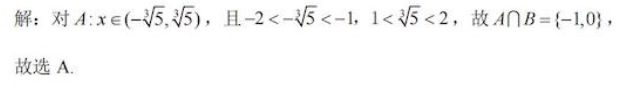 解：对 A: x∈(-∛5,∛5)，且-2<-∛5<-1，1<∛5<2，故 A∩B={-1,0}，
故选 A.